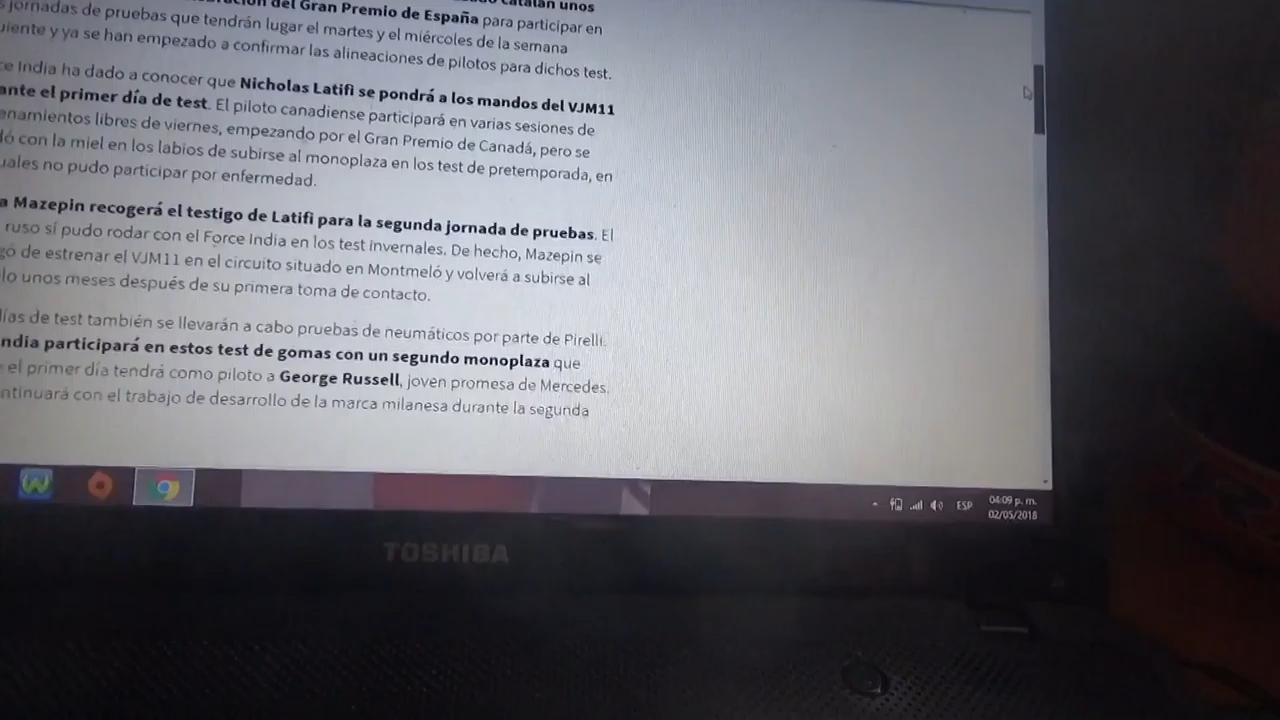 del Gran Premio de España para participar en
jornadas de pruebas que tendrán lugar el martes y el miércoles de la semana
y ya se han empezado a confirmar las alineaciones de pilotos para dichos test.
ce India ha dado a conocer que Nicholas Latifi se pondrá a los mandos del VJM11
ante el primer día de test. El piloto canadiense participará en varias sesiones de
enamientos libres de viernes, empezando por el Gran Premio de Canadá, pero se
ó con la miel en los labios de subirse al monoplaza en los test de pretemporada, en
uales no pudo participar por enfermedad.
a Mazepin recogerá el testigo de Latifi para la segunda jornada de pruebas. El
ruso sí pudo rodar con el Force India en los test invernales. De hecho, Mazepin se
gó de estrenar el VJM11 en el circuito situado en Montmeló y volverá a subirse al
lo unos meses después de su primera toma de contacto.
días de test también se llevarán a cabo pruebas de neumáticos por parte de Pirelli.
India participará en estos test de gomas con un segundo monoplaza que
el primer día tendrá como piloto a George Russell, joven promesa de Mercedes.
ntinuará con el trabajo de desarrollo de la marca milanesa durante la segunda
ESP
04:09 p. m.
02/05/2018
TOSHIBA